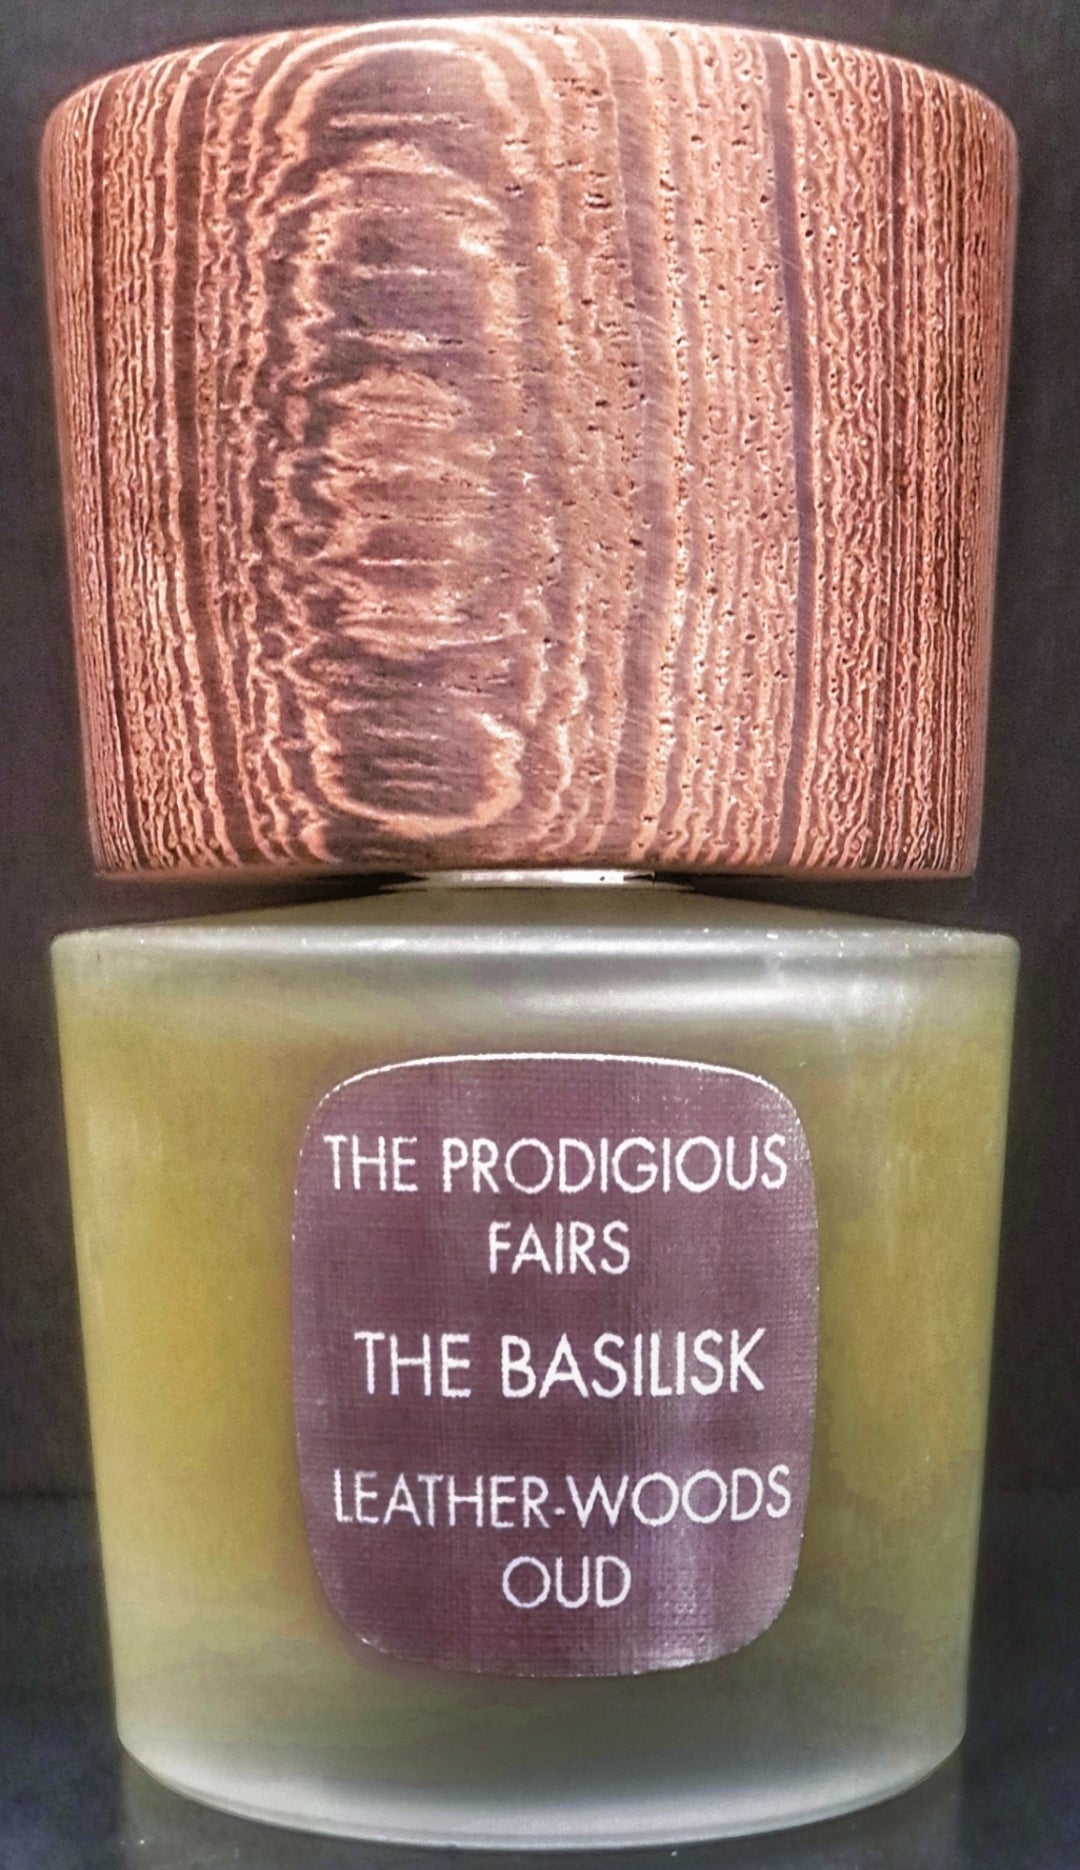 THE PRODIGIOUS
FAIRS
THE BASILISK
LEATHER-WOODS
OUD